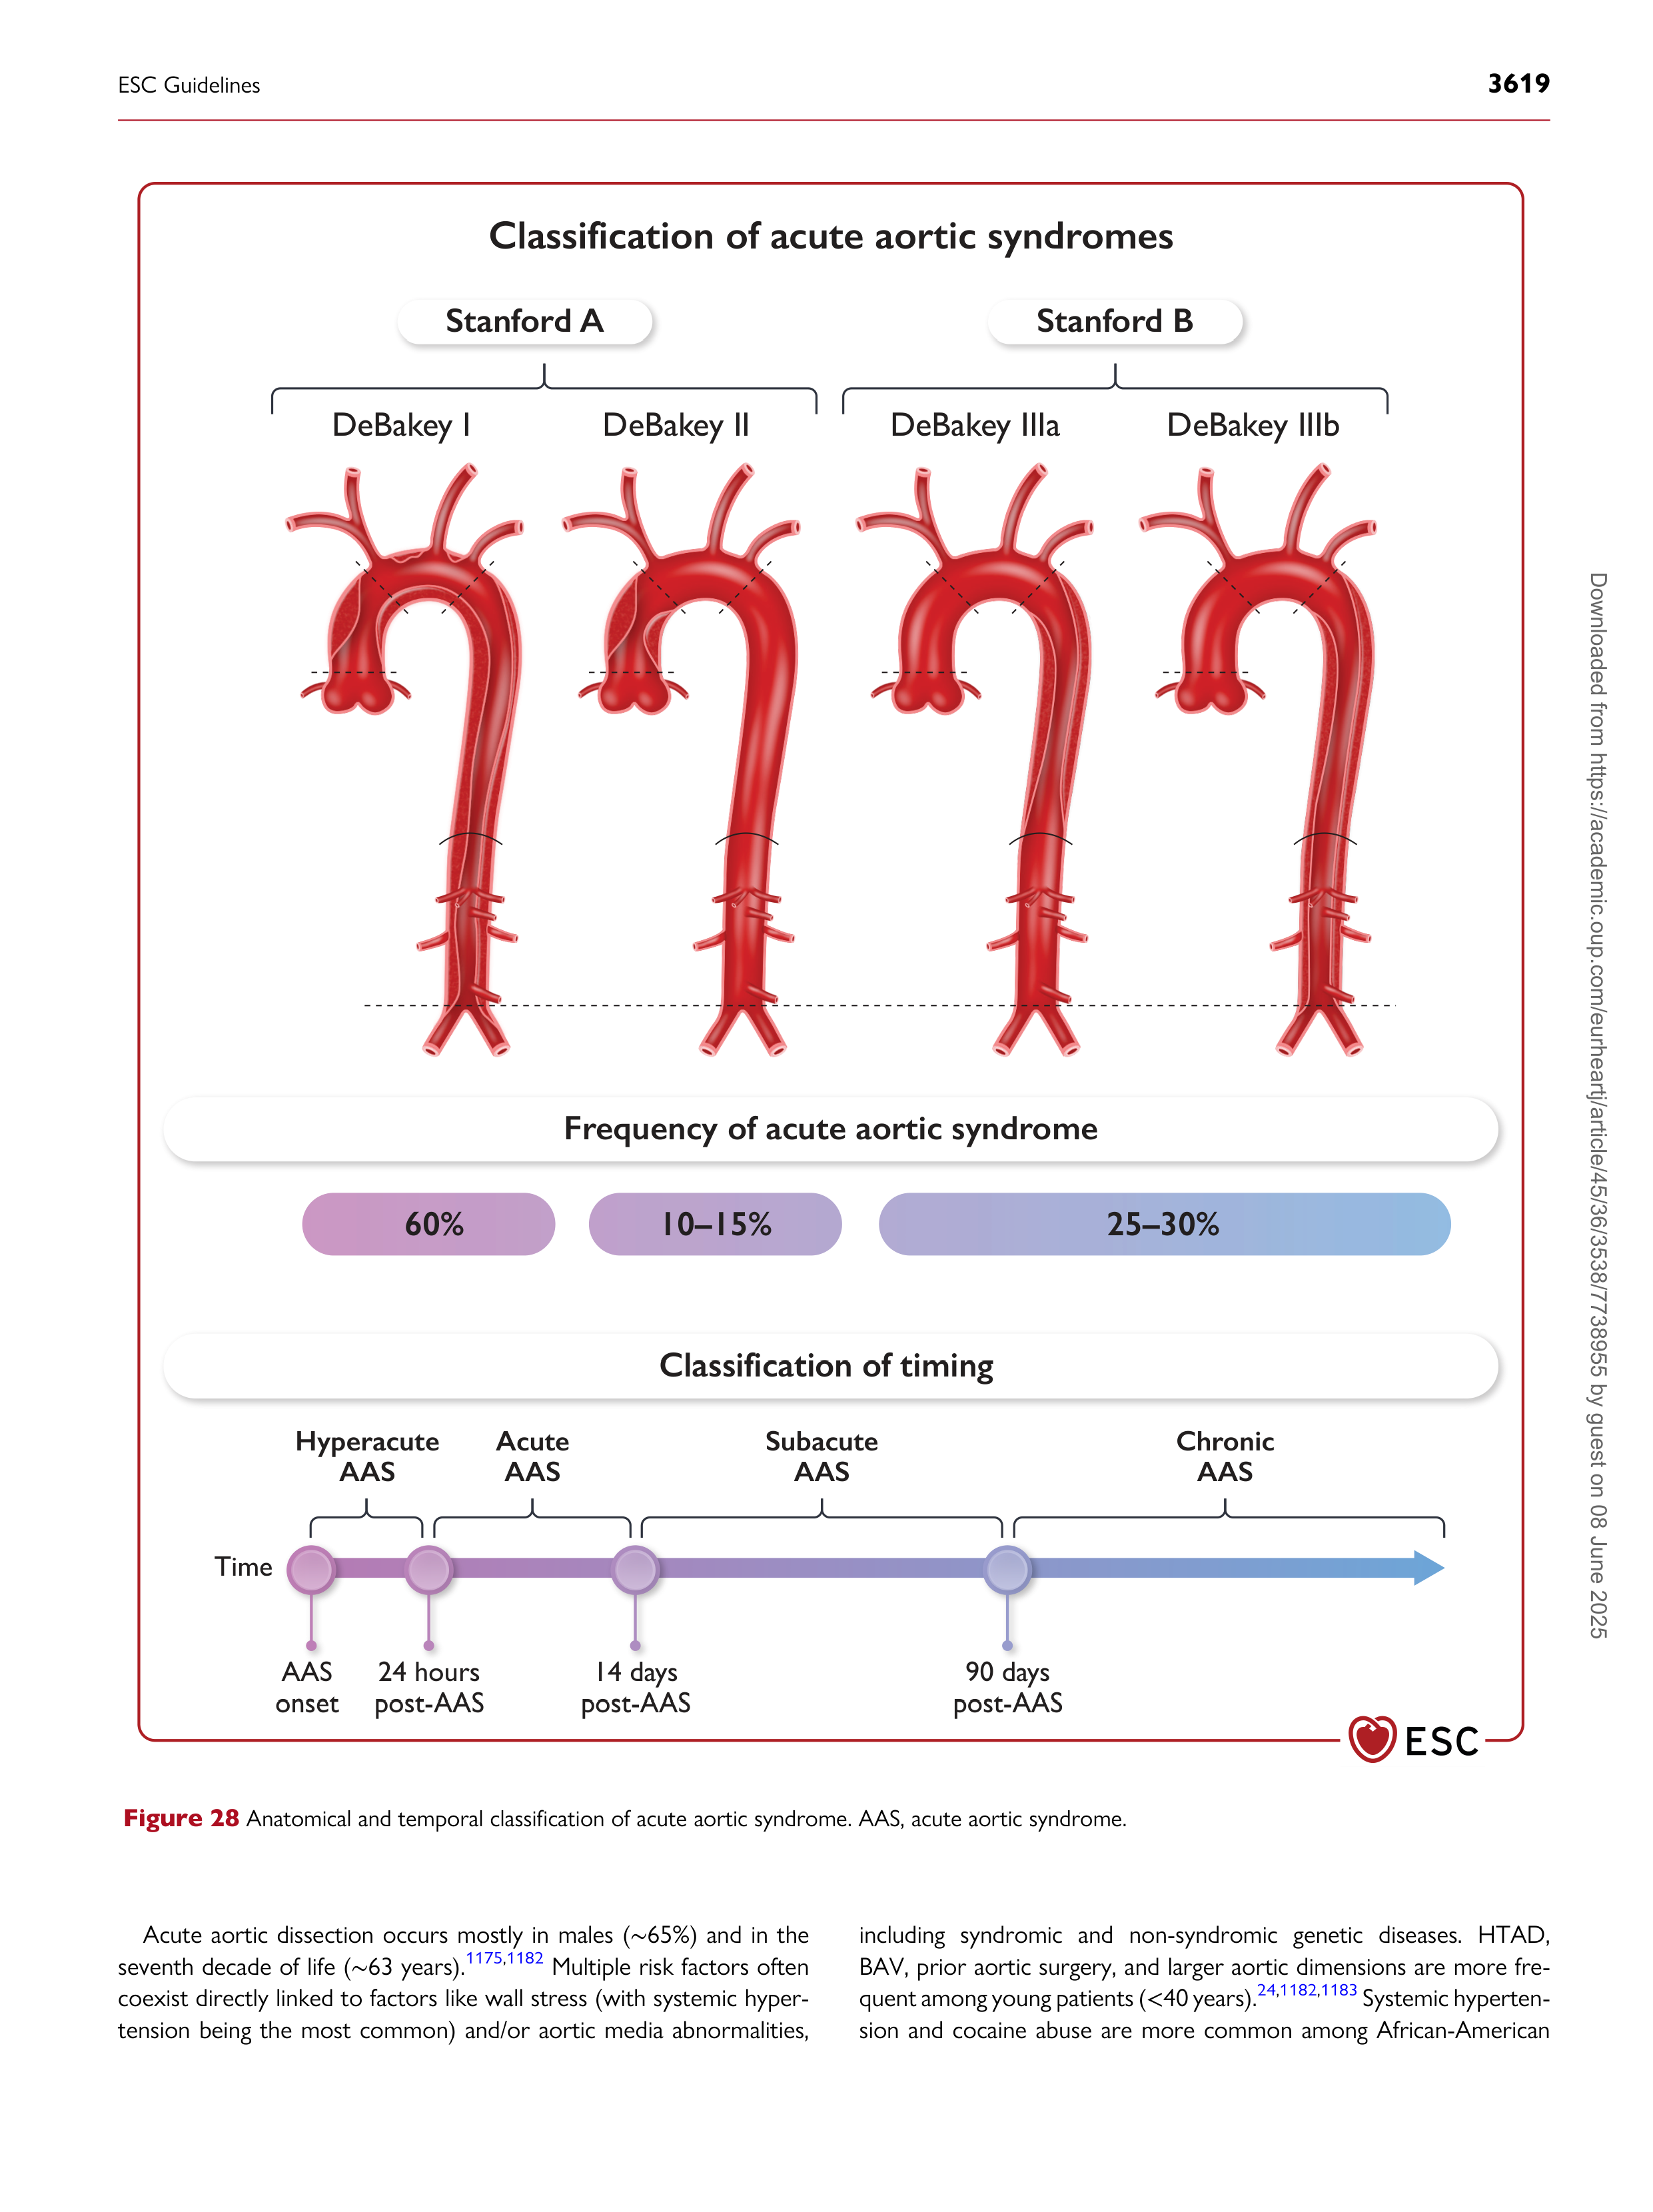 ESC Guidelines
3619
Classification of acute aortic syndromes
Stanford A
Stanford B
DeBakey I
DeBakey II
DeBakey IIIa
DeBakey IIIb
Frequency of acute aortic syndrome
60%
10–15%
25–30%
Classification of timing
Hyperacute
AAS
Acute
AAS
Subacute
AAS
Chronic
AAS
Time
AAS
onset
24 hours
post-AAS
14 days
post-AAS
90 days
post-AAS
ESC
Figure 28 Anatomical and temporal classification of acute aortic syndrome. AAS, acute aortic syndrome.
Acute aortic dissection occurs mostly in males (~65%) and in the
seventh decade of life (~63 years).1175,1182 Multiple risk factors often
coexist directly linked to factors like wall stress (with systemic hyper-
tension being the most common) and/or aortic media abnormalities,
including syndromic and non-syndromic genetic diseases. HTAD,
BAV, prior aortic surgery, and larger aortic dimensions are more fre-
quent among young patients (<40 years).24,1182,1183 Systemic hyperten-
sion and cocaine abuse are more common among African-American
Downloaded from https://academic.oup.com/eurheartj/article/45/36/3538/7738955 by guest on 08 June 2025